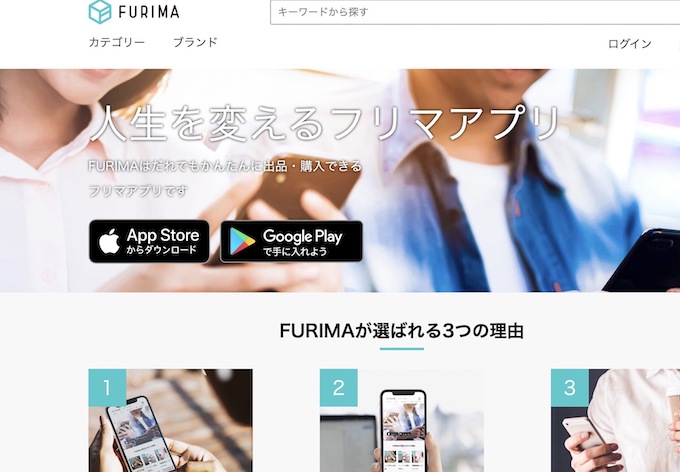 FURIMA
キーワードから探す
カテゴリー ブランド
ログイン
人生を変えるフリマアプリ
FURIMAはだれでもかんたんに出品・購入できる
フリマアプリです
App Store
からダウンロード
Google Play
で手に入れよう
FURIMAが選ばれる3つの理由
1
2
3